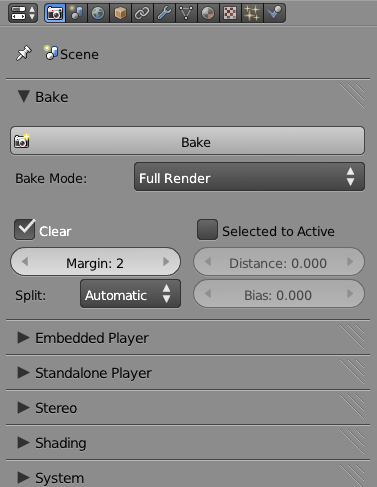 Scene
Bake
Bake
Bake Mode: Full Render
Clear Selected to Active
Margin: 2 Distance: 0.000
Split: Automatic Bias: 0.000
Embedded Player
Standalone Player
Stereo
Shading
System